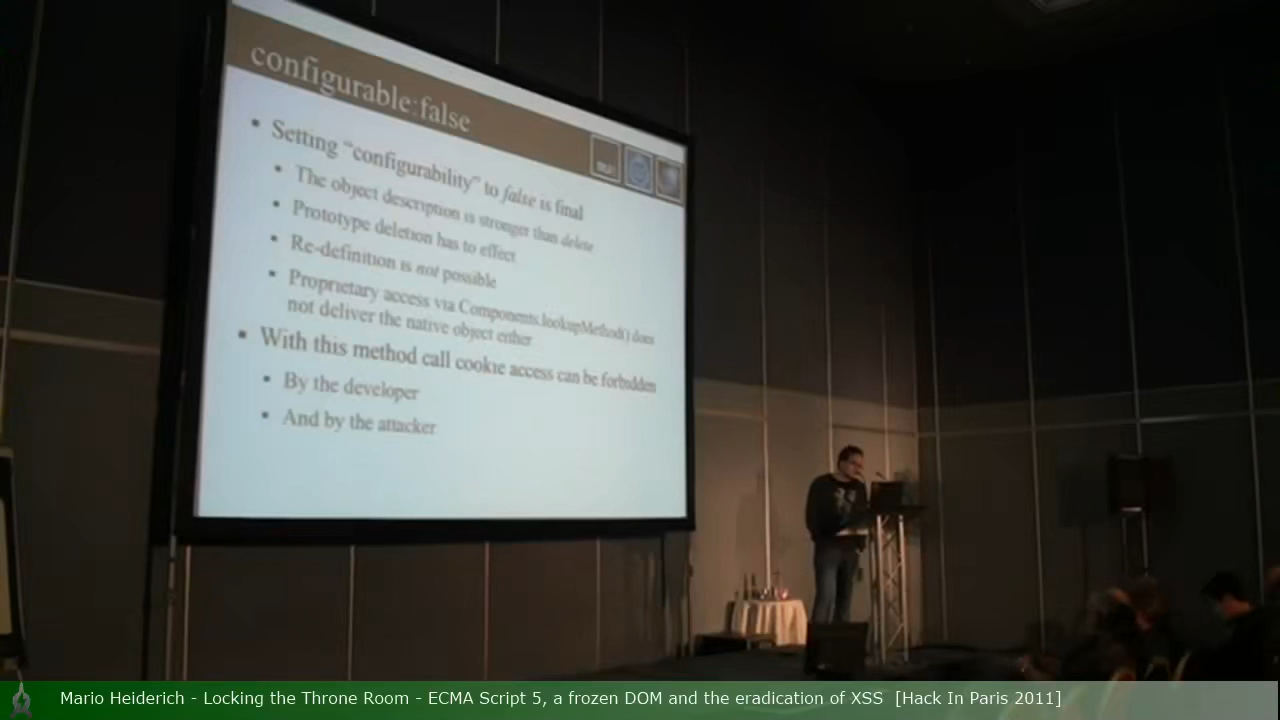 configurable:false
Setting “configurability” to false is final
The object description is stronger than delete
Prototype deletion has to effect
Re-definition is not possible
Proprietary access via Components.lookupMethod() does
not deliver the native object either
With this method call cookie access can be forbidden
By the developer
And by the attacker
Mario Heiderich - Locking the Throne Room - ECMA Script 5, a frozen DOM and the eradication of XSS [Hack In Paris 2011]